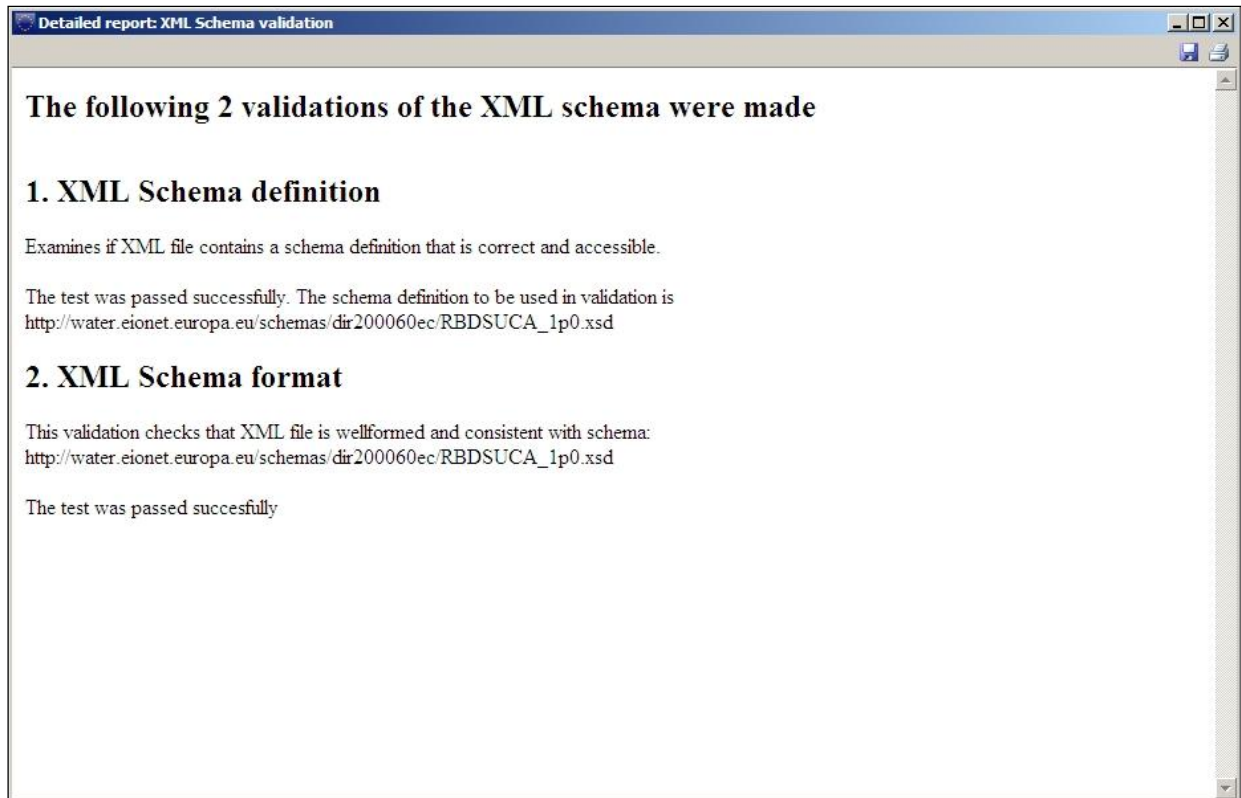 Detailed report: XML Schema validation
The following 2 validations of the XML schema were made
1. XML Schema definition
Examines if XML file contains a schema definition that is correct and accessible.
The test was passed successfully. The schema definition to be used in validation is
http://water.eionet.europa.eu/schemas/dir200060ec/RBDSUCA_1p0.xsd
2. XML Schema format
This validation checks that XML file is wellformed and consistent with schema:
http://water.eionet.europa.eu/schemas/dir200060ec/RBDSUCA_1p0.xsd
The test was passed succesfully